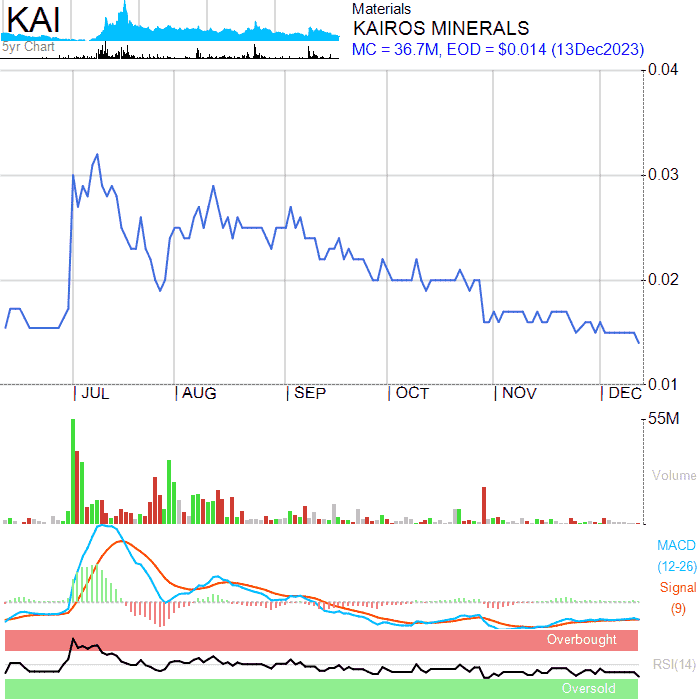 KAI
5yr Chart
Materials
KAIROS MINERALS
MC = 36.7M, EOD = $0.014 (13Dec2023)
0.04
0.03
0.02
0.01
JUL
AUG
SEP
OCT
NOV
DEC
55M
Volume
MACD
(12-26)
Signal
(9)
Overbought
RSI(14)
Oversold